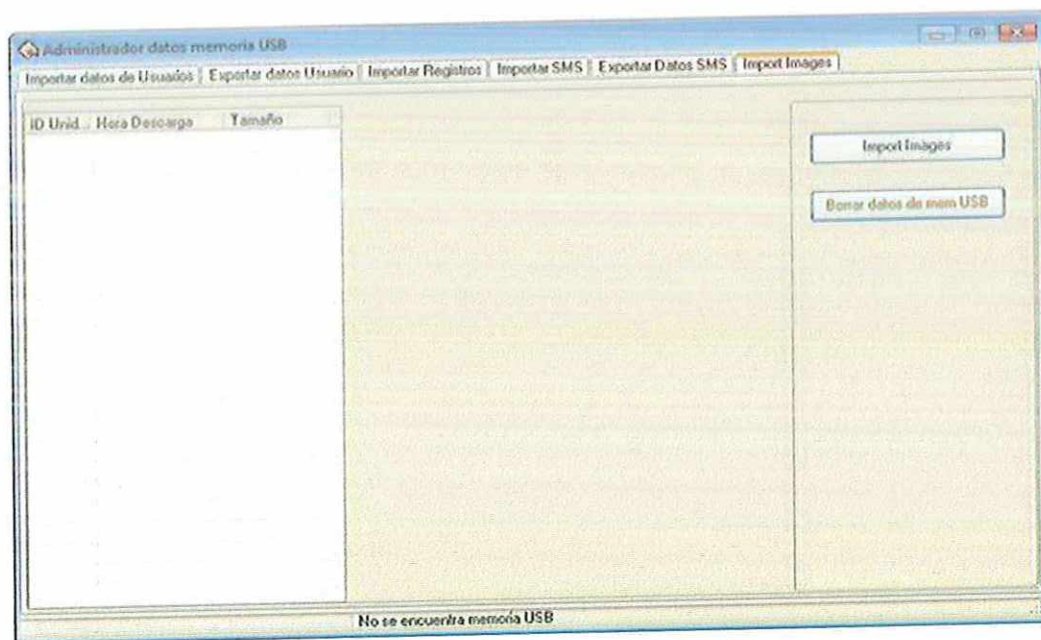 Administrador datos memoria USB
Importar datos de Usuarios Exportar datos Usuario Importar Registros Importar SMS Exportar Datos SMS Import Images
ID Unid... Hora Descarga Tamaño
Import Images
Borrar datos de mem USB
No se encuentra memoria USB